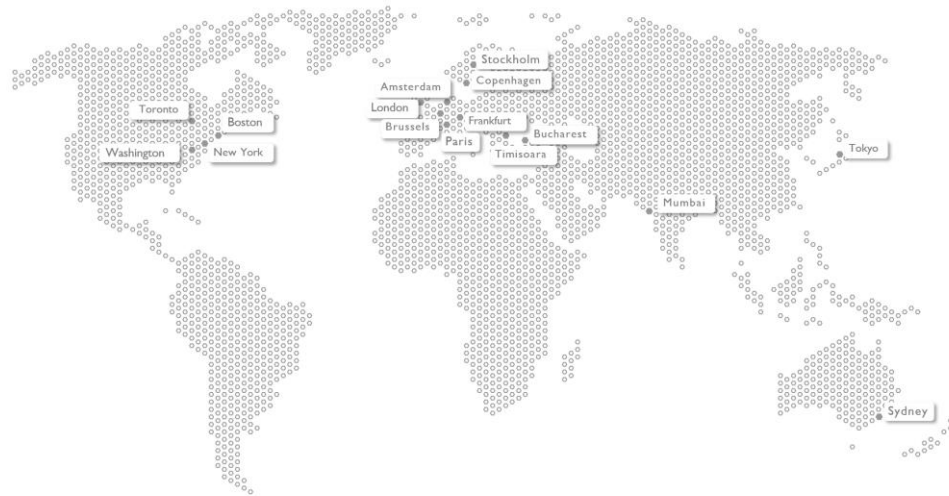 Stockholm
Copenhagen
Amsterdam
London
Toronto
Boston
Brussels
Frankfurt
Paris
Bucharest
Washington
New York
Timisoara
Tokyo
Mumbai
Sydney